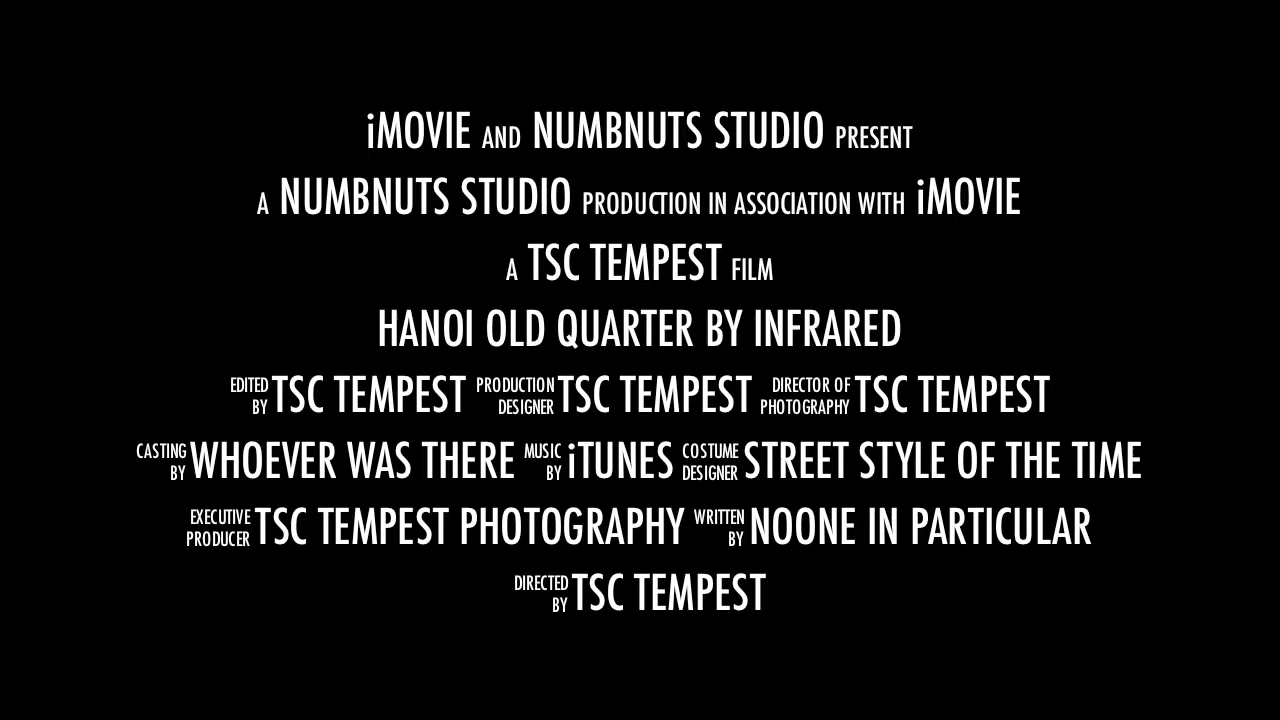 iMOVIE AND NUMBNUTS STUDIO PRESENT
A NUMBNUTS STUDIO PRODUCTION IN ASSOCIATION WITH iMOVIE
A TSC TEMPEST FILM
HANOI OLD QUARTER BY INFRARED
EDITED BY TSC TEMPEST PRODUCTION DESIGNER TSC TEMPEST DIRECTOR OF PHOTOGRAPHY TSC TEMPEST
CASTING BY WHOEVER WAS THERE MUSIC BY iTUNES COSTUME DESIGNER STREET STYLE OF THE TIME
EXECUTIVE PRODUCER TSC TEMPEST PHOTOGRAPHY WRITTEN BY NOONE IN PARTICULAR
DIRECTED BY TSC TEMPEST